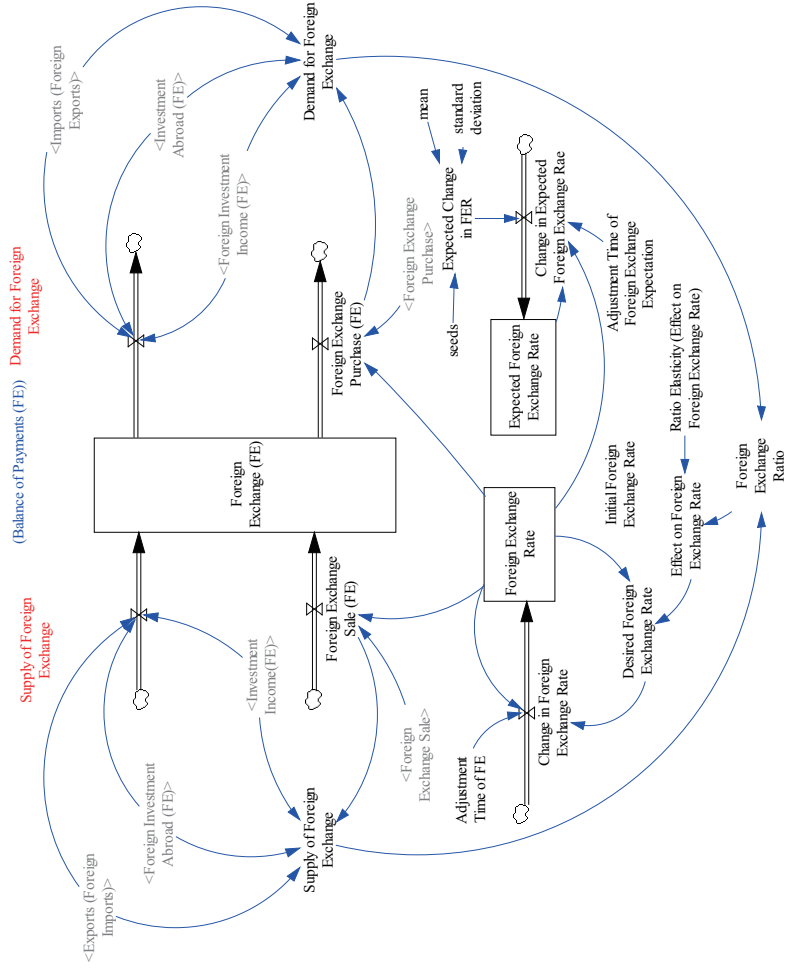 (Balance of Payments (FE))
Supply of Foreign
Exchange
Demand for Foreign
Exchange
<Exports (Foreign
Imports)>
<Foreign Investment
Abroad (FE)>
<Investment
Income(FE)>
Supply of Foreign
Exchange
Foreign Exchange
Sale (FE)
<Foreign
Exchange Sale>
Foreign
Exchange (FE)
<Imports (Foreign
Exports)>
<Investment
Abroad (FE)>
<Foreign Investment
Income (FE)>
Demand for Foreign
Exchange
Foreign Exchange
Purchase (FE)
<Foreign Exchange
Purchase>
Adjustment
Time of FE
Change in Foreign
Exchange Rate
Foreign Exchange
Rate
Desired Foreign
Exchange Rate
Initial Foreign
Exchange Rate
Effect on Foreign
Exchange Rate
Ratio Elasticity (Effect on
Foreign Exchange Rate)
Foreign
Exchange
Ratio
seeds
Expected Change
in FER
mean
standard
deviation
Expected Foreign
Exchange Rate
Change in Expected
Foreign Exchange Rae
Adjustment Time of
Foreign Exchange
Expectation